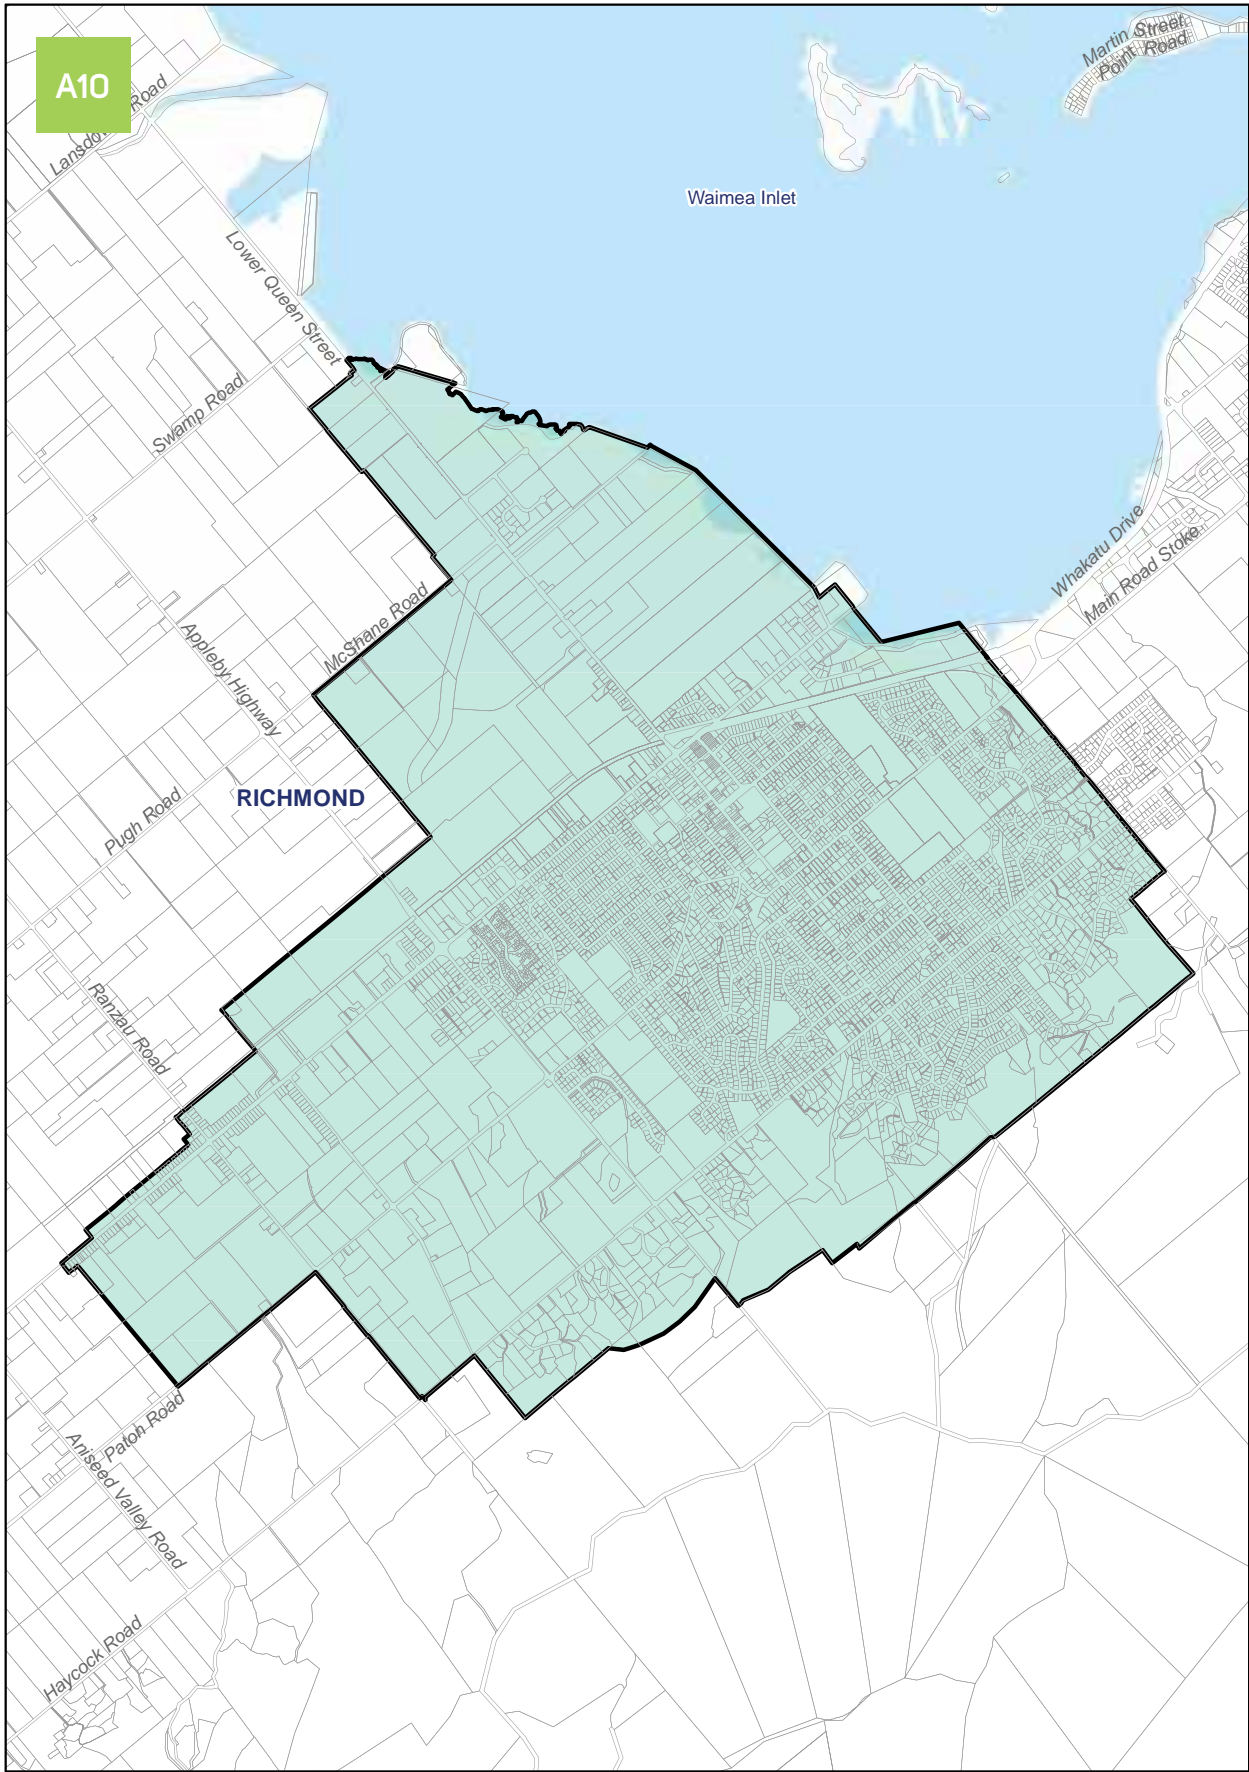 A10
Martin Street
Point Road
Lansdo Road
Waimea Inlet
Lower Queen Street
Swamp Road
Whakatu Drive
Main Road Stoke
McShane Road
Appleby Highway
RICHMOND
Pugh Road
Ranzau Road
Paton Road
Aniseed Valley Road
Haycock Road